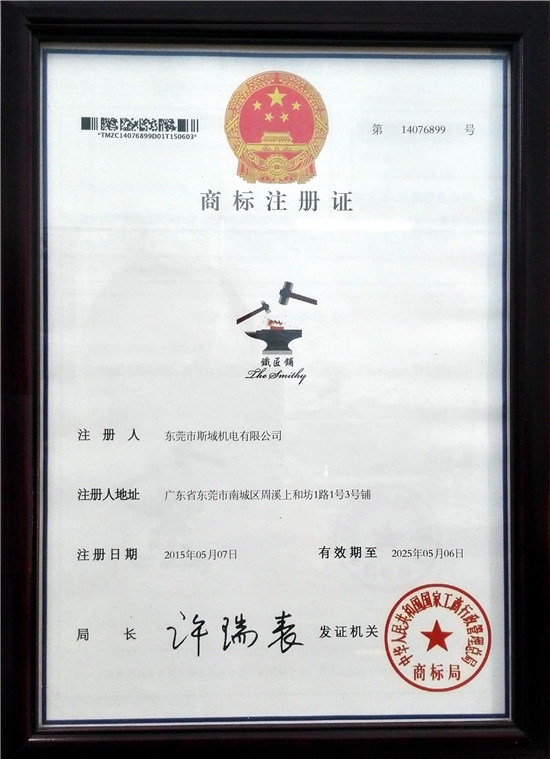 *TMZC14076899D01T150603*
第 14076899 号
商标注册证
鐵匠鋪
The Smithy
注册人 东莞市斯域机电有限公司
注册人地址 广东省东莞市南城区周溪上和坊1路1号3号铺
注册日期 2015年05月07日 有效期至 2025年05月06日
局长 许瑞表 发证机关
中华人民共和国国家工商行政管理总局
商标局